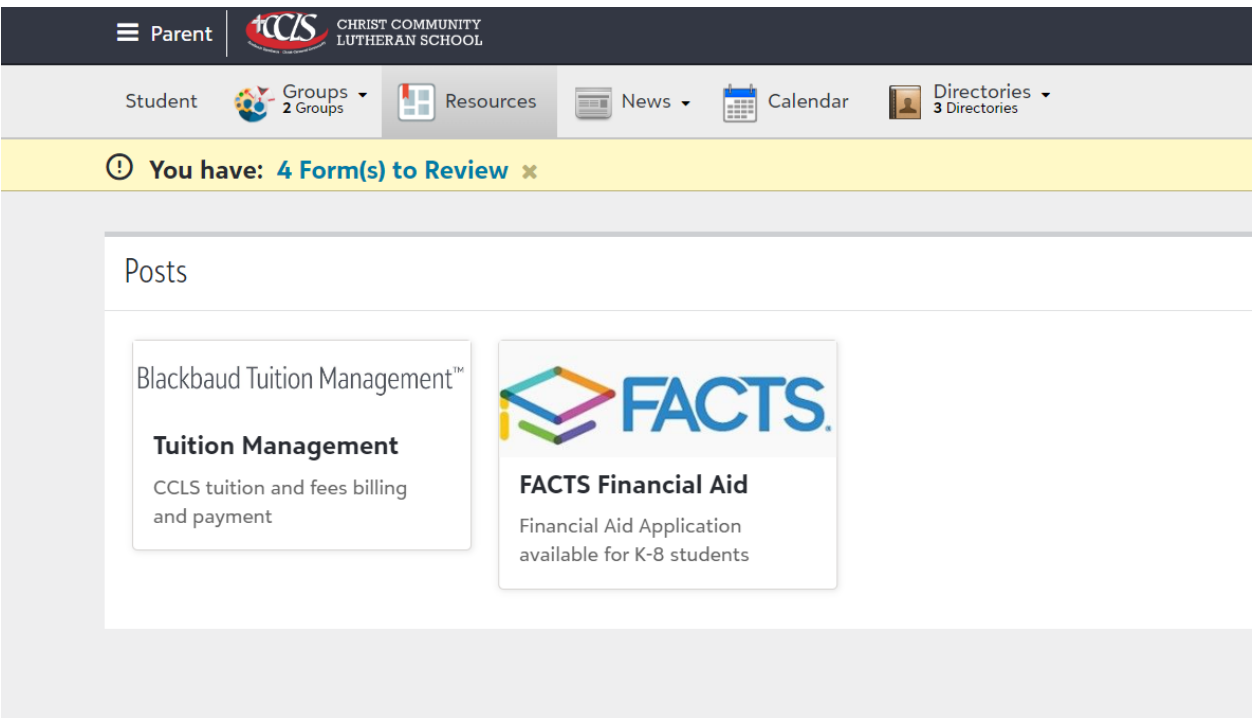 Parent
CCLS
CHRIST COMMUNITY
LUTHERAN SCHOOL
Student
Groups
2 Groups
Resources
News
Calendar
Directories
3 Directories
You have: 4 Form(s) to Review
Posts
Blackbaud Tuition Management™
Tuition Management
CCLS tuition and fees billing
and payment
FACTS.
FACTS Financial Aid
Financial Aid Application
available for K-8 students